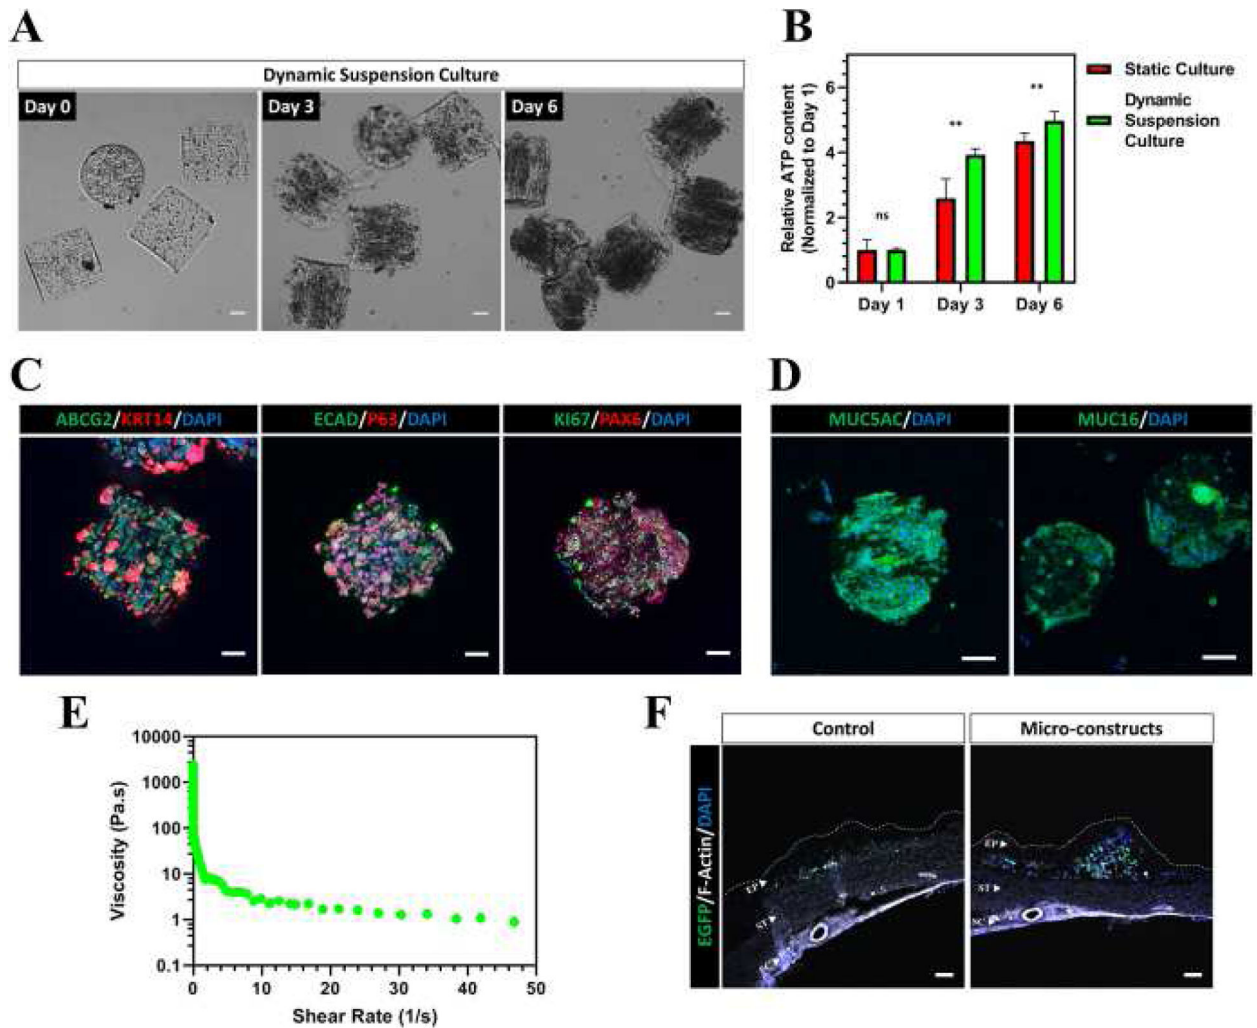 A
Dynamic Suspension Culture
Day 0
Day 3
Day 6
B
Relative ATP content
(Normalized to Day 1)
6
4
2
0
ns
**
**
Day 1
Day 3
Day 6
Static Culture
Dynamic
Suspension
Culture
C
ABCG2/KRT14/DAPI
ECAD/P63/DAPI
KI67/PAX6/DAPI
D
MUC5AC/DAPI
MUC16/DAPI
E
Viscosity (Pa.s)
10000
1000
100
10
1
0.1
0
10
20
30
40
50
Shear Rate (1/s)
F
Control
Micro-constructs
EGFP/F-Actin/DAPI
EP
ST
EP
ST
SC